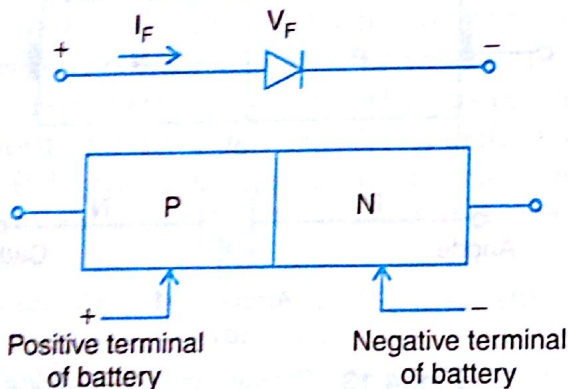 I_F V_F
+ −
P N
+ −
Positive terminal Negative terminal
of battery of battery